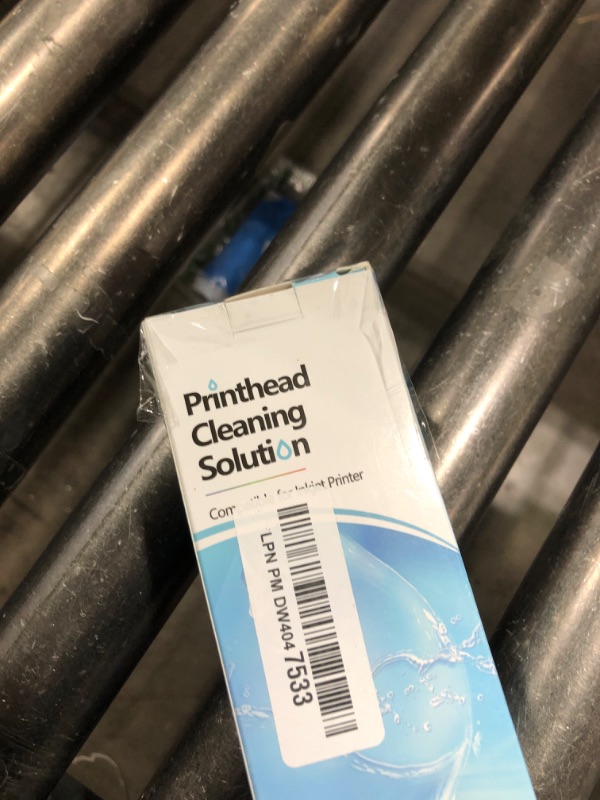 Printhead
Cleaning
Solution
Compatible for Inkjet Printer
LPN PM DW404 7533